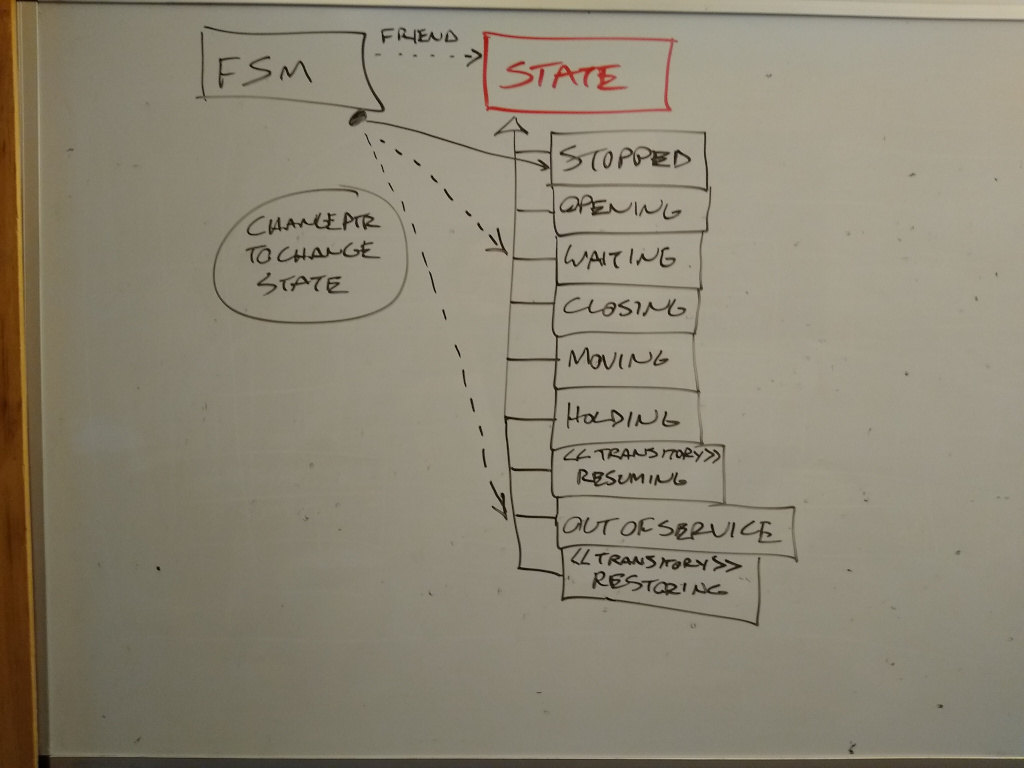 FRIEND
FSM
STATE
STOPPED
OPENING
CHANGE PTR
TO CHANGE
STATE
WAITING
CLOSING
MOVING
HOLDING
<<TRANSITORY>>
RESUMING
OUT OF SERVICE
<<TRANSITORY>>
RESTORING